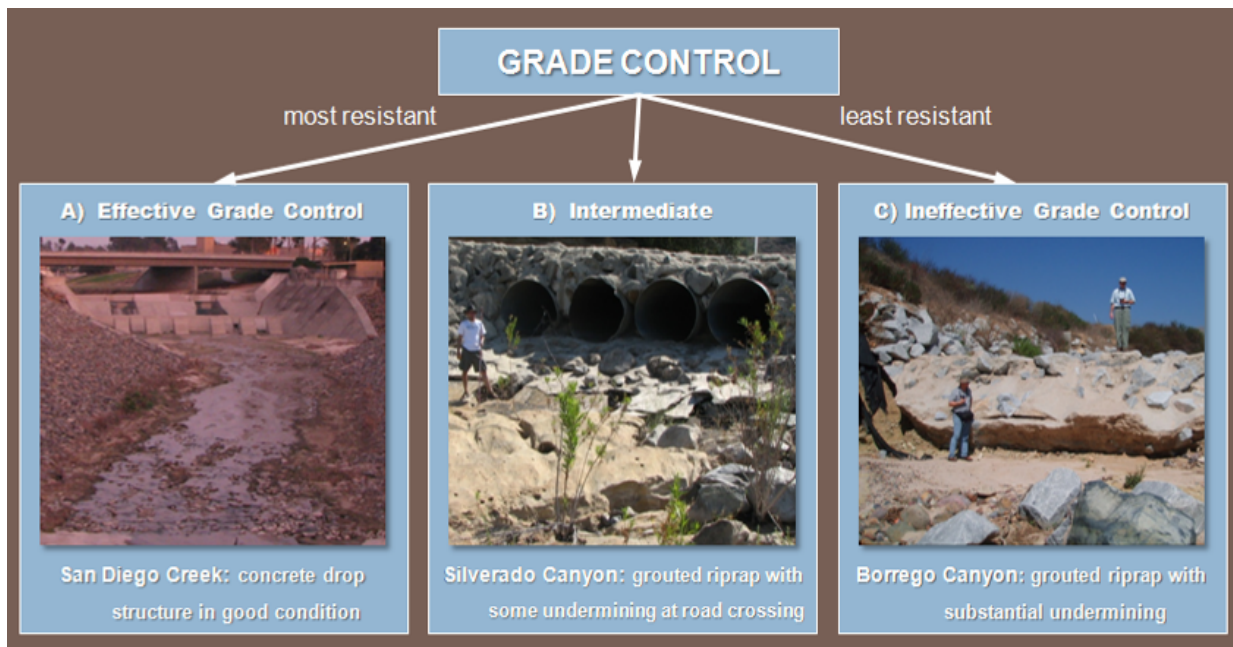 GRADE CONTROL
most resistant
least resistant
A) Effective Grade Control
San Diego Creek: concrete drop
structure in good condition
B) Intermediate
Silverado Canyon: grouted riprap with
some undermining at road crossing
C) Ineffective Grade Control
Borrego Canyon: grouted riprap with
substantial undermining